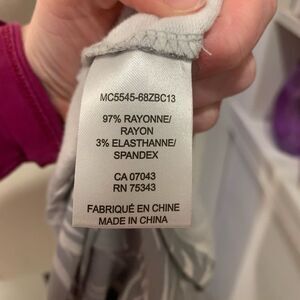 MC5545-68ZBC13
97% RAYONNE/
RAYON
3% ELASTHANNE/
SPANDEX
CA 07043
RN 75343
FABRIQUÉ EN CHINE
MADE IN CHINA